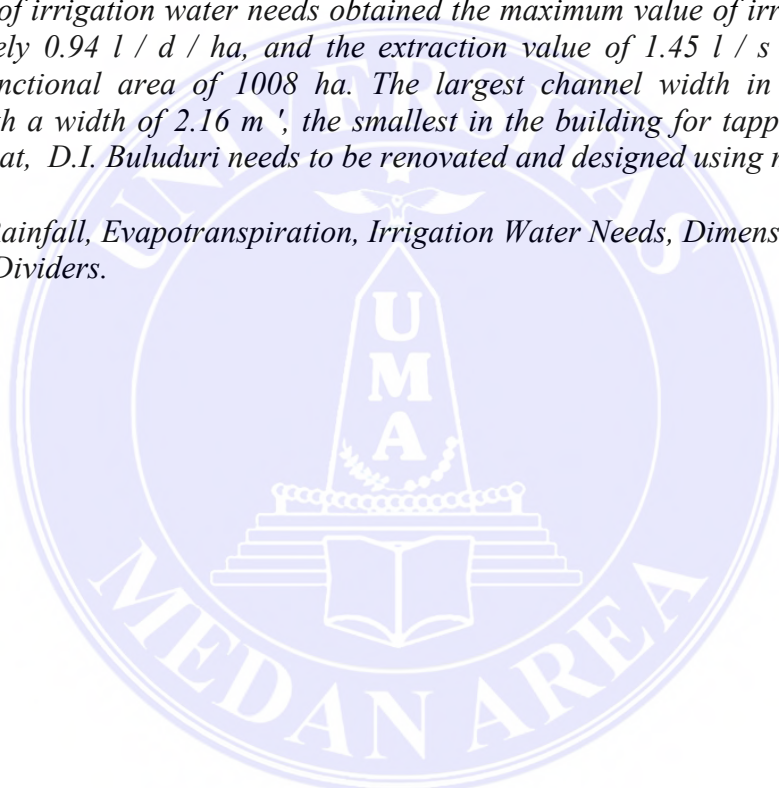 of irrigation water needs obtained the maximum value of irr
ely 0.94 l / d / ha, and the extraction value of 1.45 l / s
nctional area of 1008 ha. The largest channel width in
h a width of 2.16 m ', the smallest in the building for tapp
at, D.I. Buluduri needs to be renovated and designed using
ainfall, Evapotranspiration, Irrigation Water Needs, Dimens
Dividers.
UNIVERSITAS
UMA
MEDAN AREA